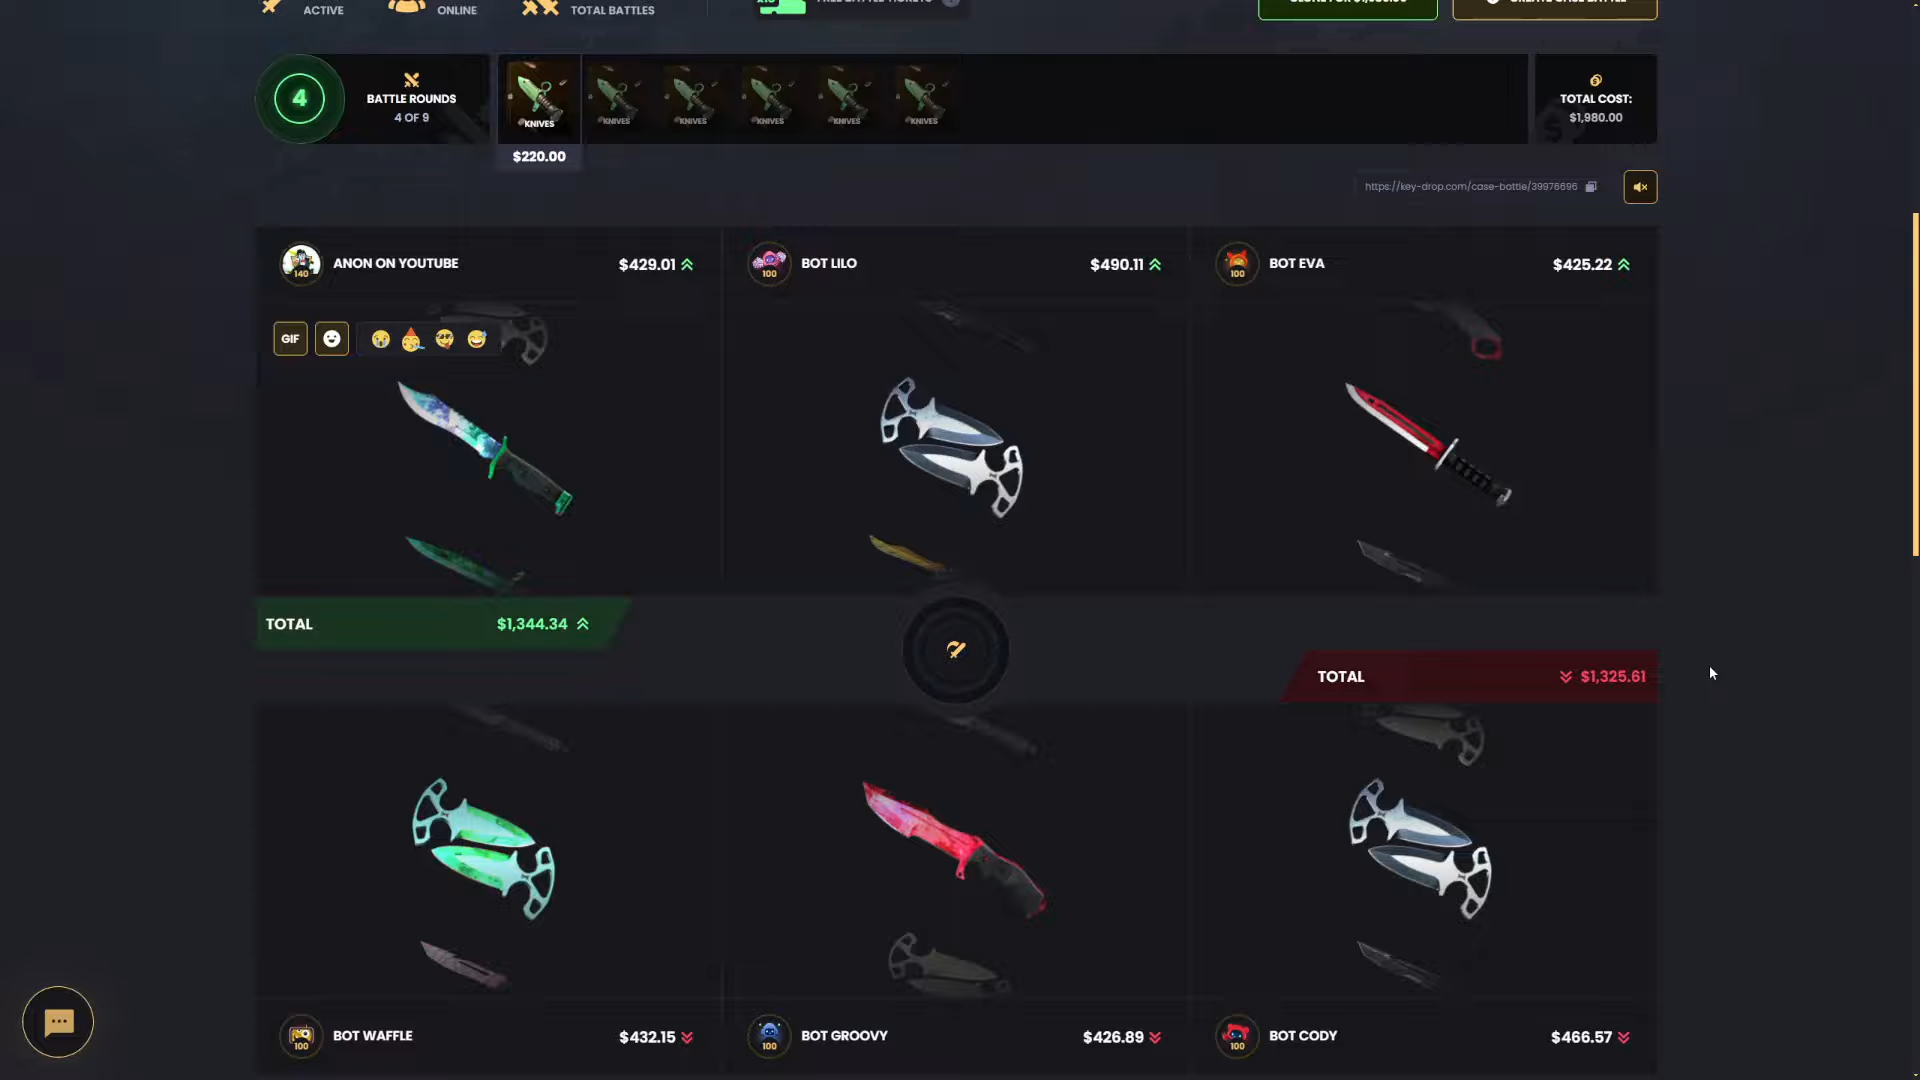 ACTIVE
ONLINE
TOTAL BATTLES
4
BATTLE ROUNDS
4 OF 9
KNIVES
KNIVES
KNIVES
KNIVES
KNIVES
KNIVES
$220.00
TOTAL COST:
$1,980.00
https://key-drop.com/case-battle/39976696
140
ANON ON YOUTUBE
$429.01
100
BOT LILO
$490.11
100
BOT EVA
$425.22
GIF
TOTAL
$1,344.34
TOTAL
$1,325.61
100
BOT WAFFLE
$432.15
100
BOT GROOVY
$426.89
100
BOT CODY
$466.57